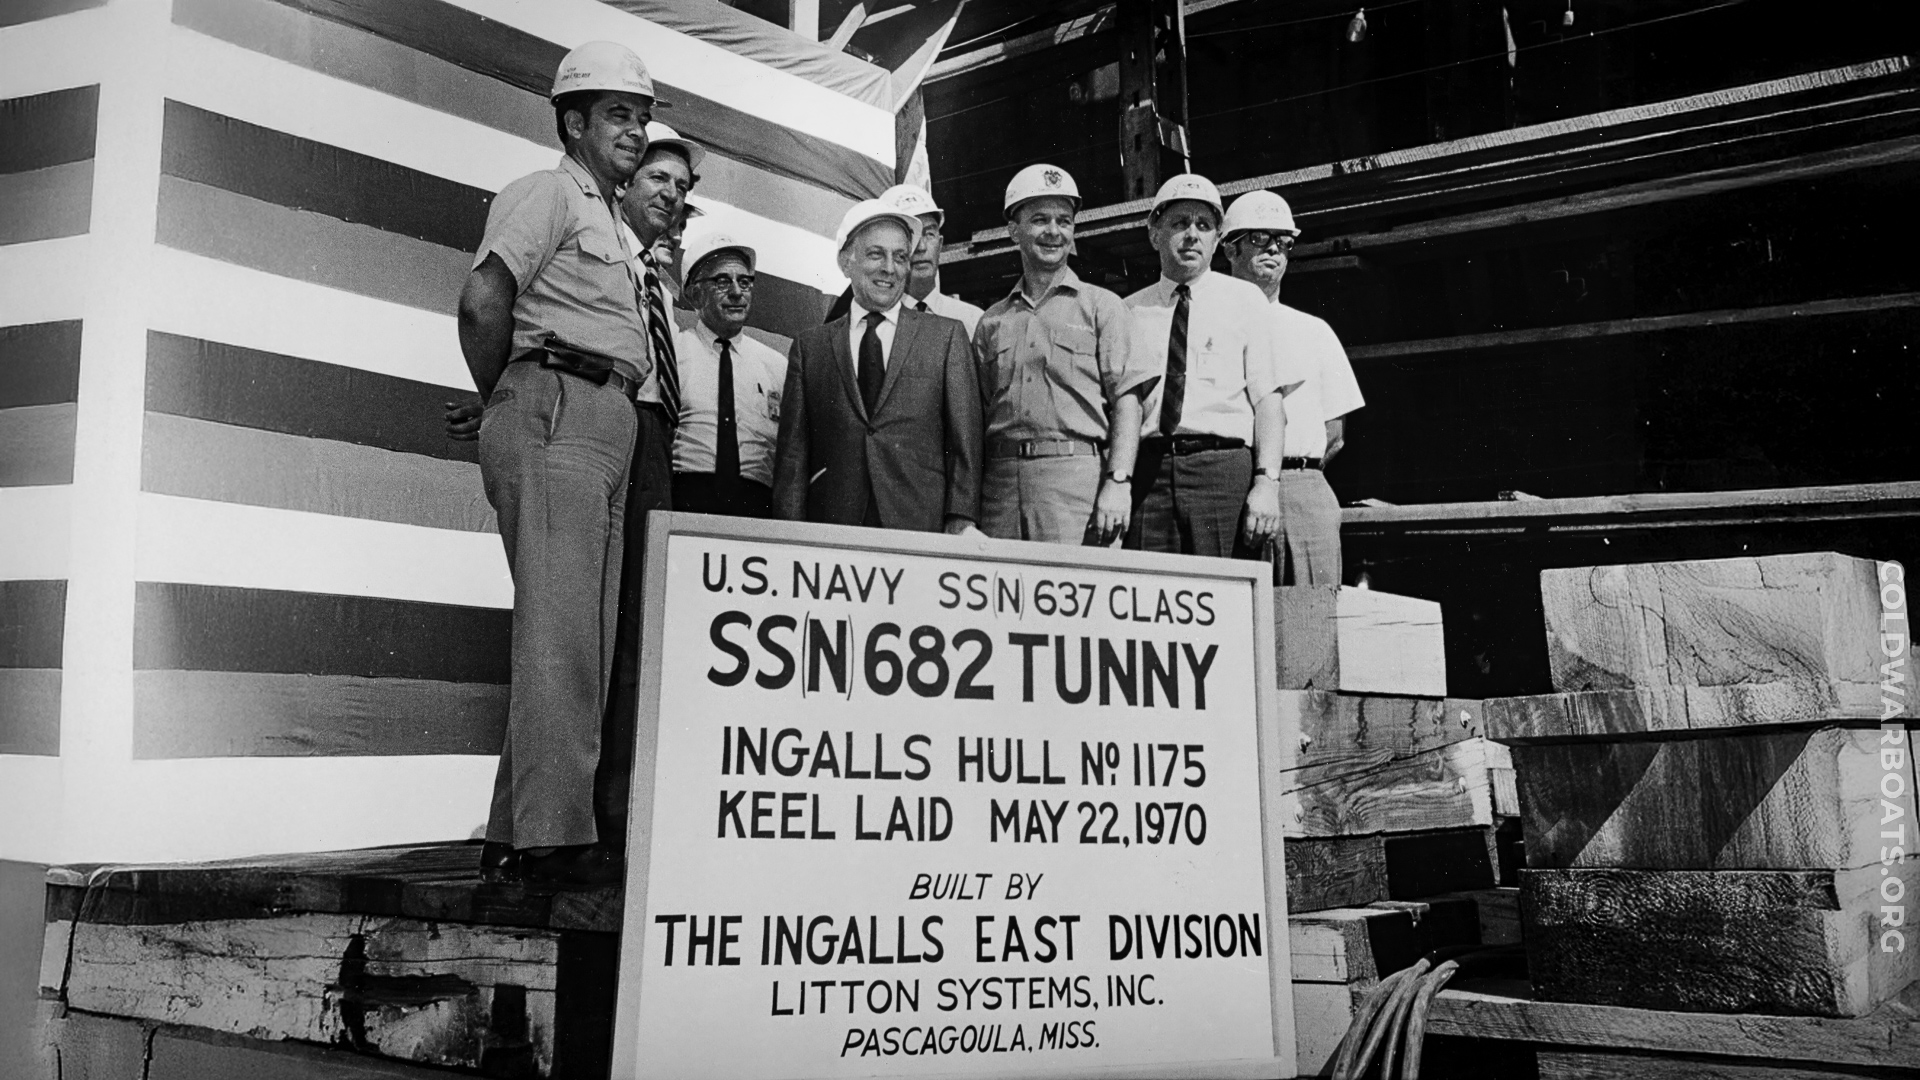 U.S. NAVY SS(N) 637 CLASS
SS(N) 682 TUNNY
INGALLS HULL Nº 1175
KEEL LAID MAY 22, 1970
BUILT BY
THE INGALLS EAST DIVISION
LITTON SYSTEMS, INC.
PASCAGOULA, MISS.
COLDWARBOATS.ORG